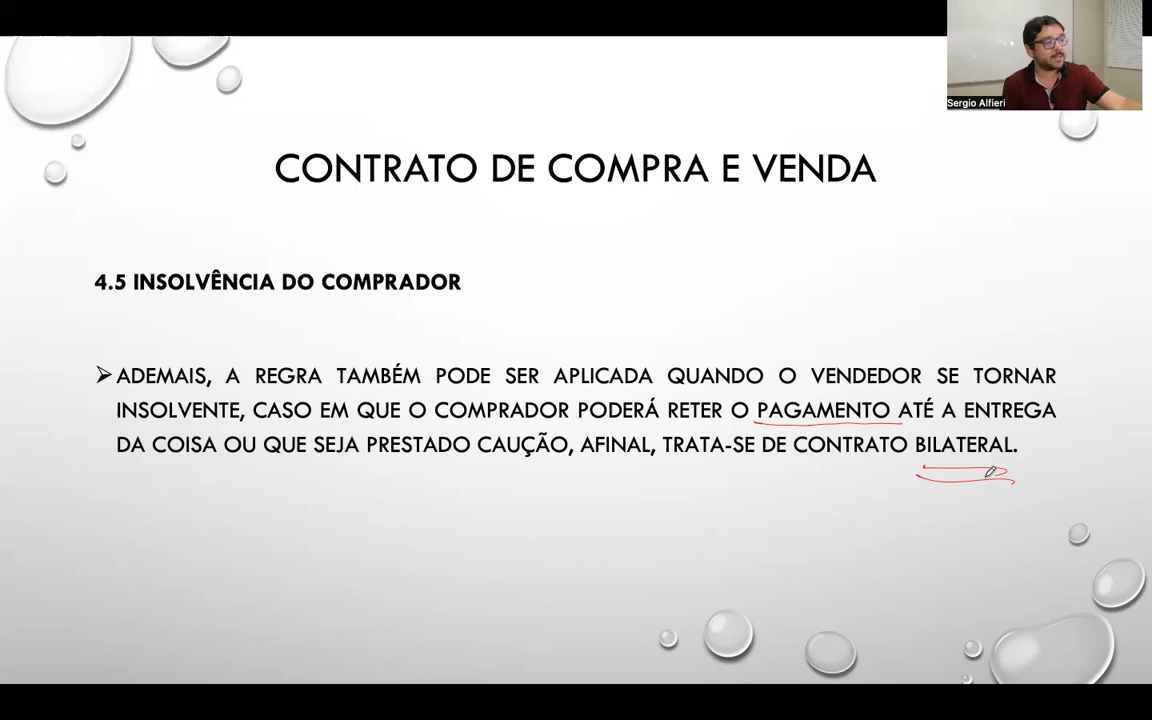 Sergio Alfieri
CONTRATO DE COMPRA E VENDA
4.5 INSOLVÊNCIA DO COMPRADOR
ADEMAIS, A REGRA TAMBÉM PODE SER APLICADA QUANDO O VENDEDOR SE TORNAR
INSOLVENTE, CASO EM QUE O COMPRADOR PODERÁ RETER O PAGAMENTO ATÉ A ENTREGA
DA COISA OU QUE SEJA PRESTADO CAUÇÃO, AFINAL, TRATA-SE DE CONTRATO BILATERAL.